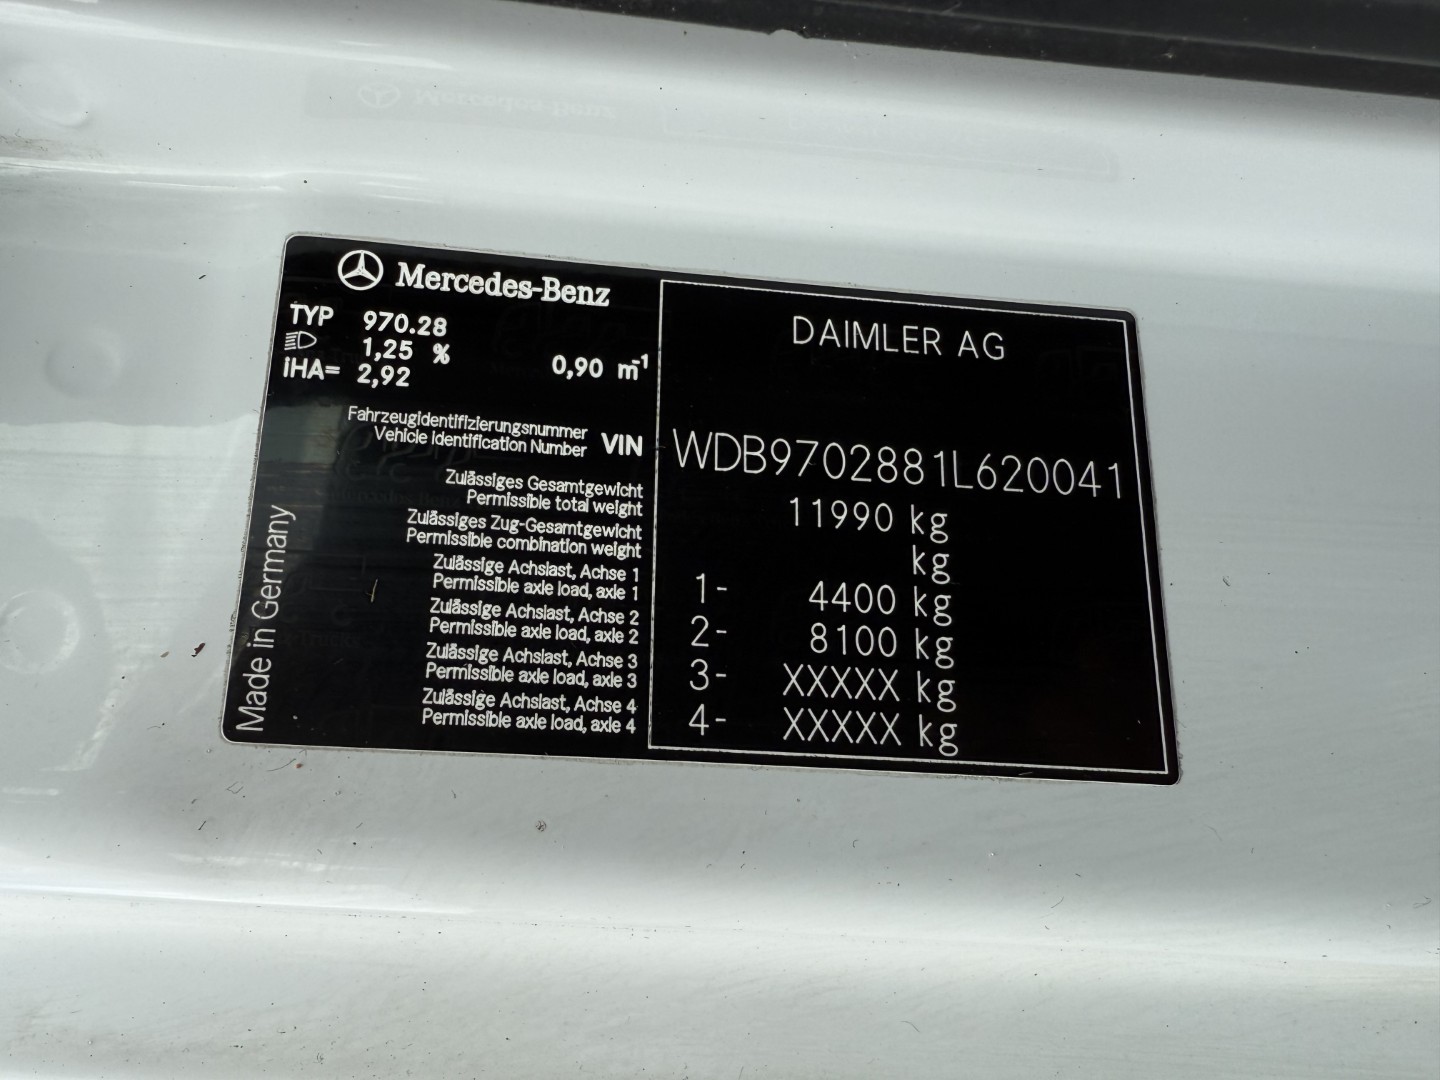 Mercedes-Benz
TYP 970.28
1,25 % 0,90 m-¹
iHA= 2,92
DAIMLER AG
Fahrzeugidentifizierungsnummer
Vehicle Identification Number VIN WDB9702881L620041
Zulässiges Gesamtgewicht
Permissible total weight 11990 kg
Zulässiges Zug-Gesamtgewicht
Permissible combination weight kg
Zulässige Achslast, Achse 1
Permissible axle load, axle 1 1- 4400 kg
Zulässige Achslast, Achse 2
Permissible axle load, axle 2 2- 8100 kg
Zulässige Achslast, Achse 3
Permissible axle load, axle 3 3- XXXXX kg
Zulässige Achslast, Achse 4
Permissible axle load, axle 4 4- XXXXX kg
Made in Germany